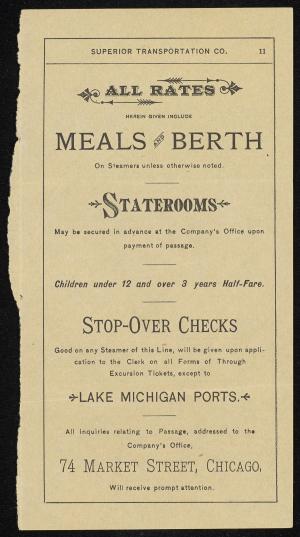 SUPERIOR TRANSPORTATION CO. 11
ALL RATES
HEREIN GIVEN INCLUDE
MEALS AND BERTH
On Steamers unless otherwise noted.
STATEROOMS
May be secured in advance at the Company's Office upon
payment of passage.
Children under 12 and over 3 years Half-Fare.
STOP-OVER CHECKS
Good on any Steamer of this Line, will be given upon appli-
cation to the Clerk on all Forms of Through
Excursion Tickets, except to
LAKE MICHIGAN PORTS.
All inquiries relating to Passage, addressed to the
Company's Office,
74 MARKET STREET, CHICAGO,
Will receive prompt attention.